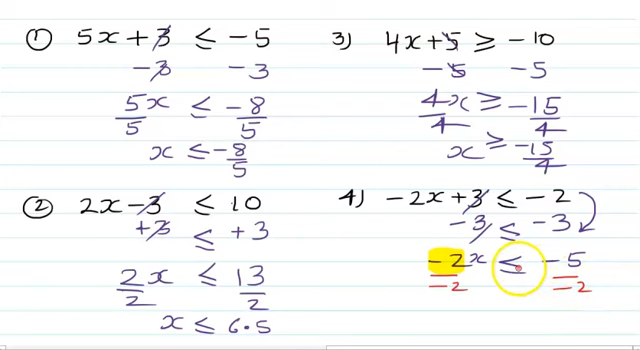 ① 5x + 3 ≤ -5
-3 -3
5x/5 ≤ -8/5
x ≤ -8/5
② 2x - 3 ≤ 10
+3 ≤ +3
2x/2 ≤ 13/2
x ≤ 6.5
3) 4x + 5 ≥ -10
-5 -5
4x/4 ≥ -15/4
x ≥ -15/4
4) -2x + 3 ≤ -2
-3 ≤ -3
-2x/-2 ≤ -5/-2